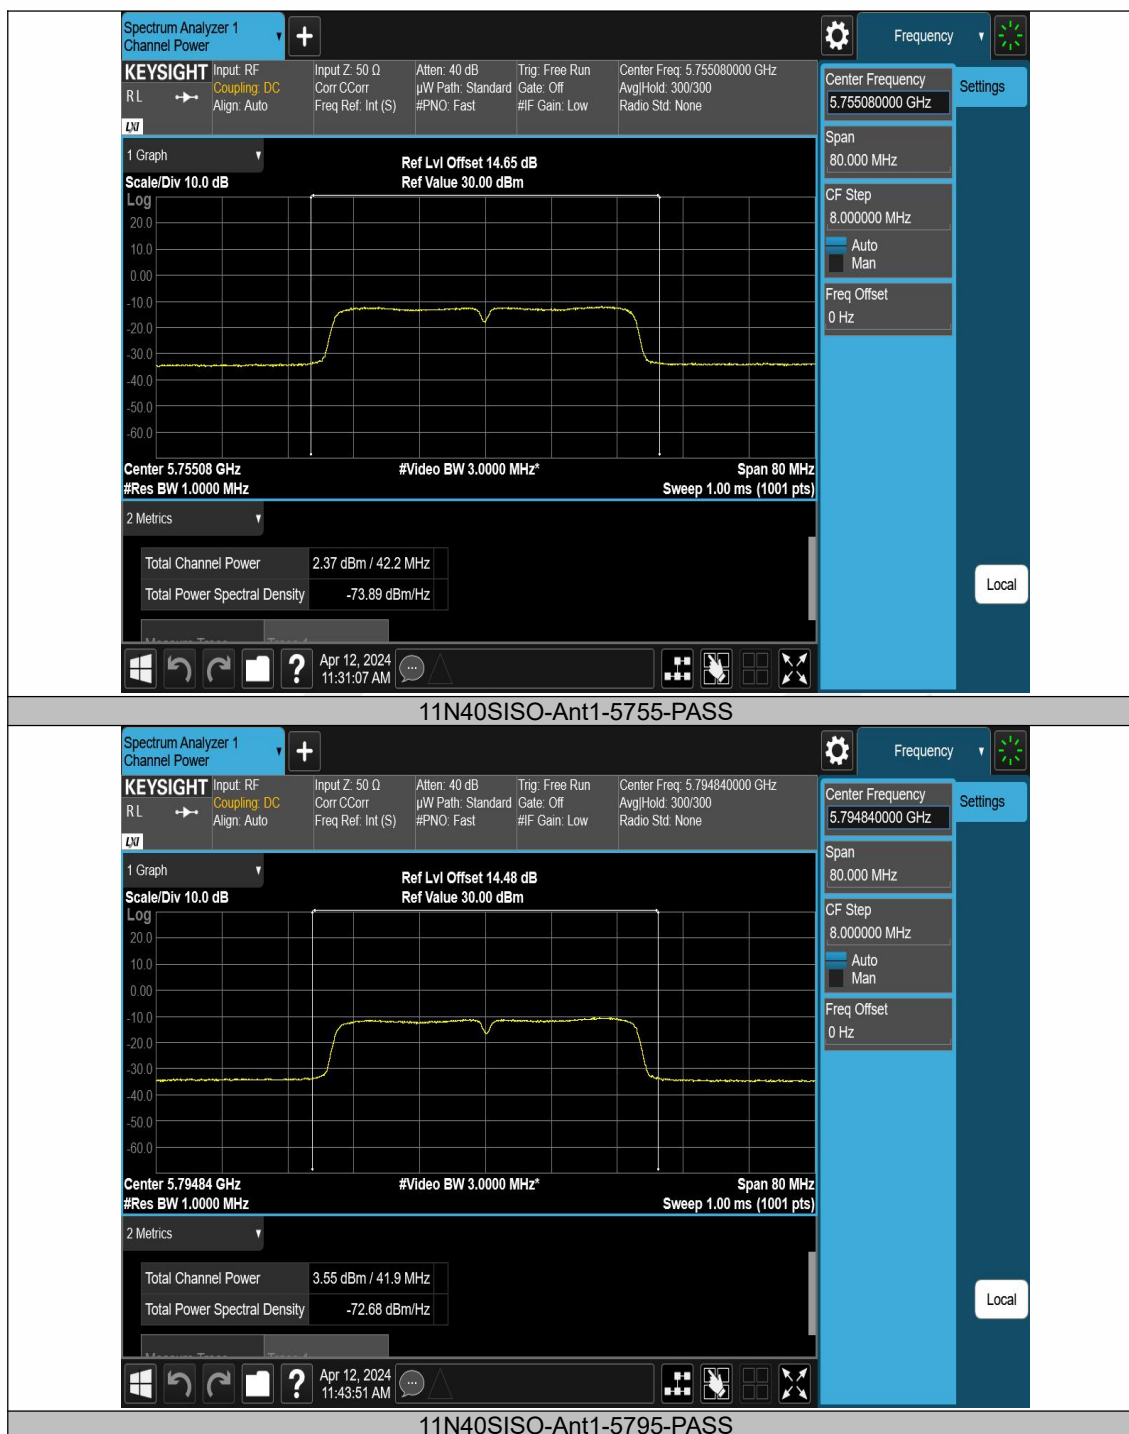 Spectrum Analyzer 1
Channel Power
+
Frequency
KEYSIGHT
RL
LXI
Input: RF
Coupling: DC
Align: Auto
Input Z: 50 Ω
Corr CCorr
Freq Ref: Int (S)
Atten: 40 dB
µW Path: Standard
#PNO: Fast
Trig: Free Run
Gate: Off
#IF Gain: Low
Center Freq: 5.755080000 GHz
Avg|Hold: 300/300
Radio Std: None
Center Frequency
5.755080000 GHz
Settings
Span
80.000 MHz
CF Step
8.000000 MHz
Auto
Man
Freq Offset
0 Hz
1 Graph
Ref Lvl Offset 14.65 dB
Scale/Div 10.0 dB
Ref Value 30.00 dBm
Log
20.0
10.0
0.00
-10.0
-20.0
-30.0
-40.0
-50.0
-60.0
Center 5.75508 GHz
#Video BW 3.0000 MHz*
Span 80 MHz
#Res BW 1.0000 MHz
Sweep 1.00 ms (1001 pts)
2 Metrics
Total Channel Power 2.37 dBm / 42.2 MHz
Total Power Spectral Density -73.89 dBm/Hz
Local
?
Apr 12, 2024
11:31:07 AM
11N40SISO-Ant1-5755-PASS
Spectrum Analyzer 1
Channel Power
+
Frequency
KEYSIGHT
RL
LXI
Input: RF
Coupling: DC
Align: Auto
Input Z: 50 Ω
Corr CCorr
Freq Ref: Int (S)
Atten: 40 dB
µW Path: Standard
#PNO: Fast
Trig: Free Run
Gate: Off
#IF Gain: Low
Center Freq: 5.794840000 GHz
Avg|Hold: 300/300
Radio Std: None
Center Frequency
5.794840000 GHz
Settings
Span
80.000 MHz
CF Step
8.000000 MHz
Auto
Man
Freq Offset
0 Hz
1 Graph
Ref Lvl Offset 14.48 dB
Scale/Div 10.0 dB
Ref Value 30.00 dBm
Log
20.0
10.0
0.00
-10.0
-20.0
-30.0
-40.0
-50.0
-60.0
Center 5.79484 GHz
#Video BW 3.0000 MHz*
Span 80 MHz
#Res BW 1.0000 MHz
Sweep 1.00 ms (1001 pts)
2 Metrics
Total Channel Power 3.55 dBm / 41.9 MHz
Total Power Spectral Density -72.68 dBm/Hz
Local
?
Apr 12, 2024
11:43:51 AM
11N40SISO-Ant1-5795-PASS